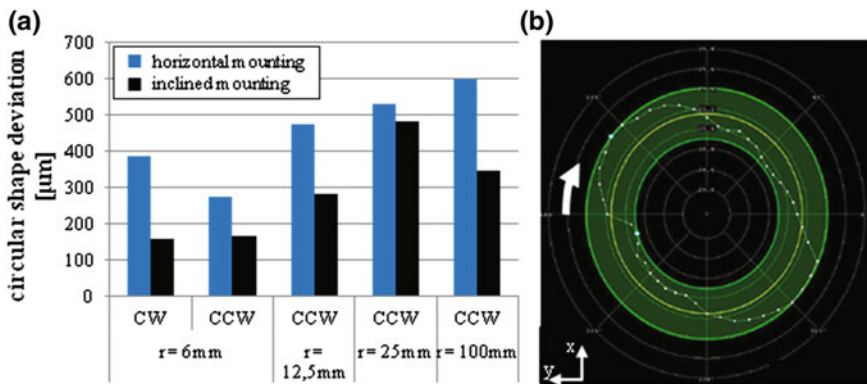 (a)
circular shape deviation
[µm]
700
600
500
400
300
200
100
0
horizontal mounting
inclined mounting
CW CCW CCW CCW CCW
r= 6mm r= 12,5mm r= 25mm r= 100mm
(b)
x
y